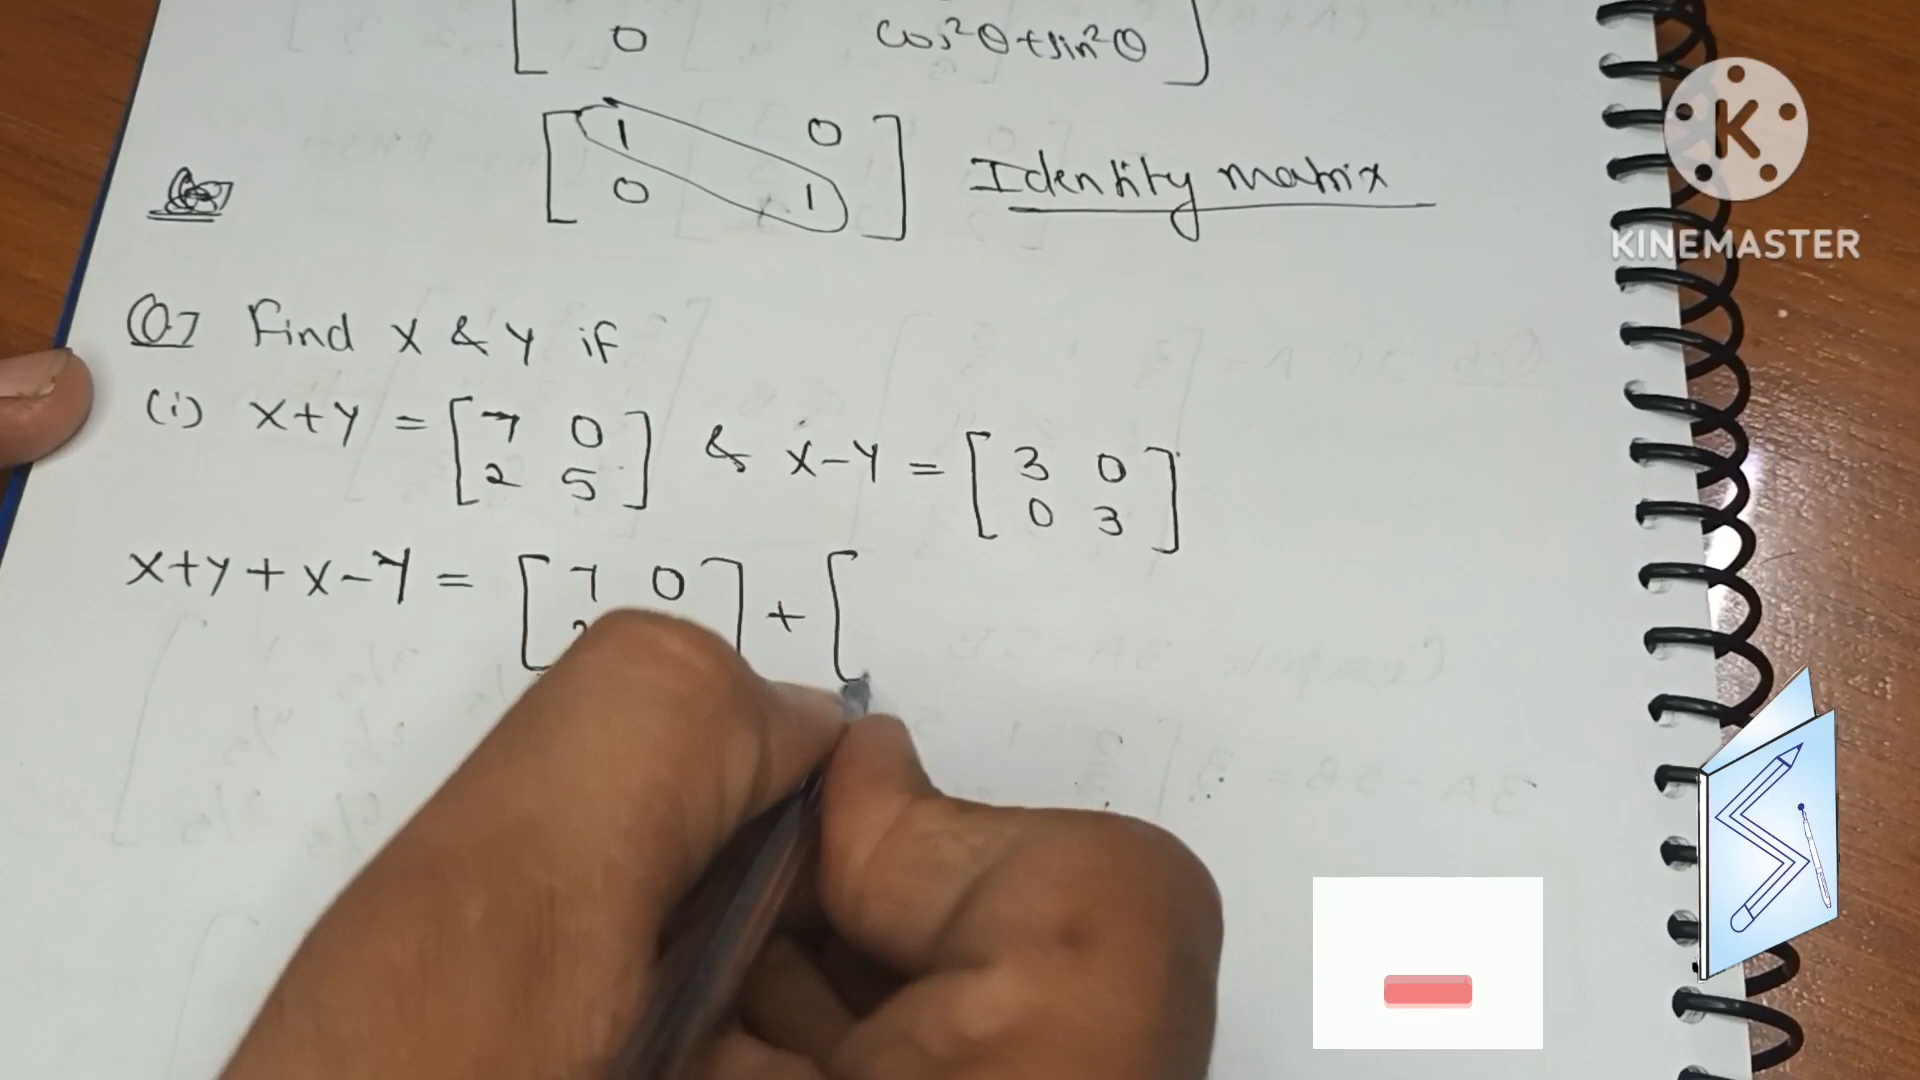 [ 0 cos²θ+sin²θ ]
[ 1 0
0 1 ] Identity matrix
KINEMASTER
Q7 Find X & Y if
(i) X+Y = [ 7 0
2 5 ] & X-Y = [ 3 0
0 3 ]
X+Y+X-Y = [ 7 0
2 ] + [